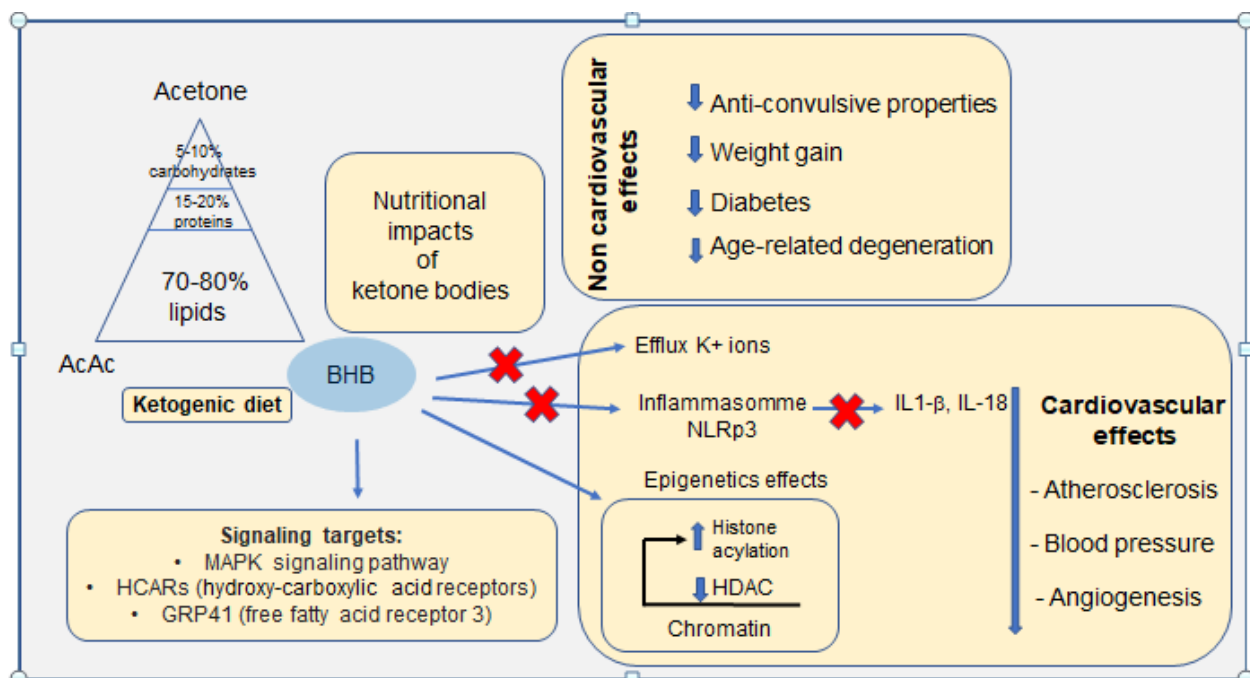 Acetone
5-10%
carbohydrates
15-20%
proteins
70-80%
lipids
AcAc
BHB
Ketogenic diet
Nutritional
impacts
of
ketone bodies
Non cardiovascular
effects
Anti-convulsive properties
Weight gain
Diabetes
Age-related degeneration
Efflux K+ ions
Inflammasomme
NLRp3
IL1-β, IL-18
Cardiovascular
effects
- Atherosclerosis
- Blood pressure
- Angiogenesis
Epigenetics effects
Histone
acylation
HDAC
Chromatin
Signaling targets:
• MAPK signaling pathway
• HCARs (hydroxy-carboxylic acid receptors)
• GRP41 (free fatty acid receptor 3)